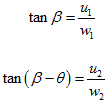 tan β = u₁/w₁
tan(β − θ) = u₂/w₂